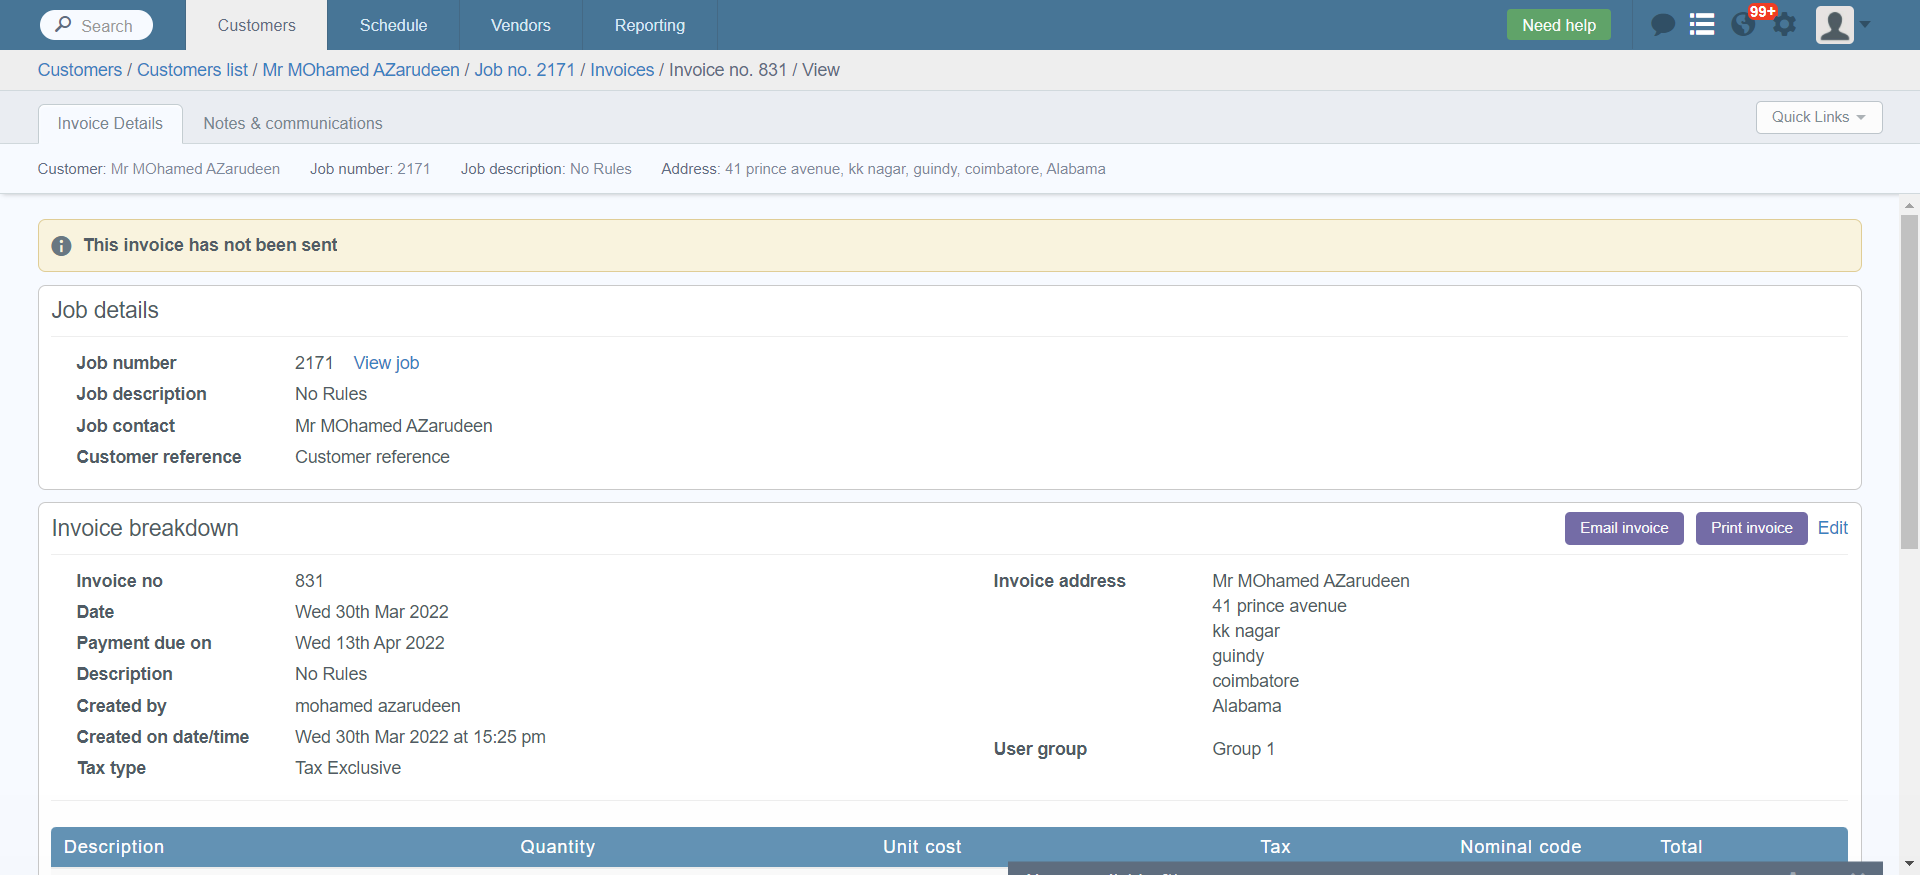 Search Customers Schedule Vendors Reporting Need help 99+
Customers / Customers list / Mr MOhamed AZarudeen / Job no. 2171 / Invoices / Invoice no. 831 / View
Invoice Details Notes & communications Quick Links
Customer: Mr MOhamed AZarudeen Job number: 2171 Job description: No Rules Address: 41 prince avenue, kk nagar, guindy, coimbatore, Alabama
This invoice has not been sent
Job details
Job number 2171 View job
Job description No Rules
Job contact Mr MOhamed AZarudeen
Customer reference Customer reference
Invoice breakdown Email invoice Print invoice Edit
Invoice no 831
Date Wed 30th Mar 2022
Payment due on Wed 13th Apr 2022
Description No Rules
Created by mohamed azarudeen
Created on date/time Wed 30th Mar 2022 at 15:25 pm
Tax type Tax Exclusive
Invoice address Mr MOhamed AZarudeen
41 prince avenue
kk nagar
guindy
coimbatore
Alabama
User group Group 1
Description Quantity Unit cost Tax Nominal code Total